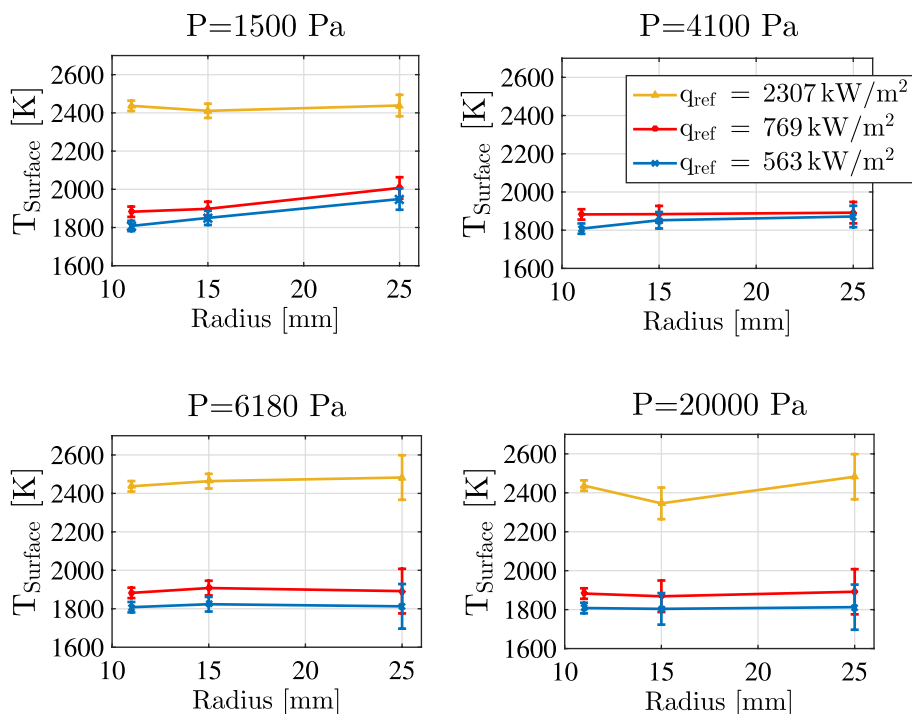 P=1500 Pa
T_Surface [K]
2600
2400
2200
2000
1800
1600
10 15 20 25
Radius [mm]
P=4100 Pa
T_Surface [K]
2600
2400
2200
2000
1800
1600
q_ref = 2307 kW/m²
q_ref = 769 kW/m²
q_ref = 563 kW/m²
10 15 20 25
Radius [mm]
P=6180 Pa
T_Surface [K]
2600
2400
2200
2000
1800
1600
10 15 20 25
Radius [mm]
P=20000 Pa
T_Surface [K]
2600
2400
2200
2000
1800
1600
10 15 20 25
Radius [mm]